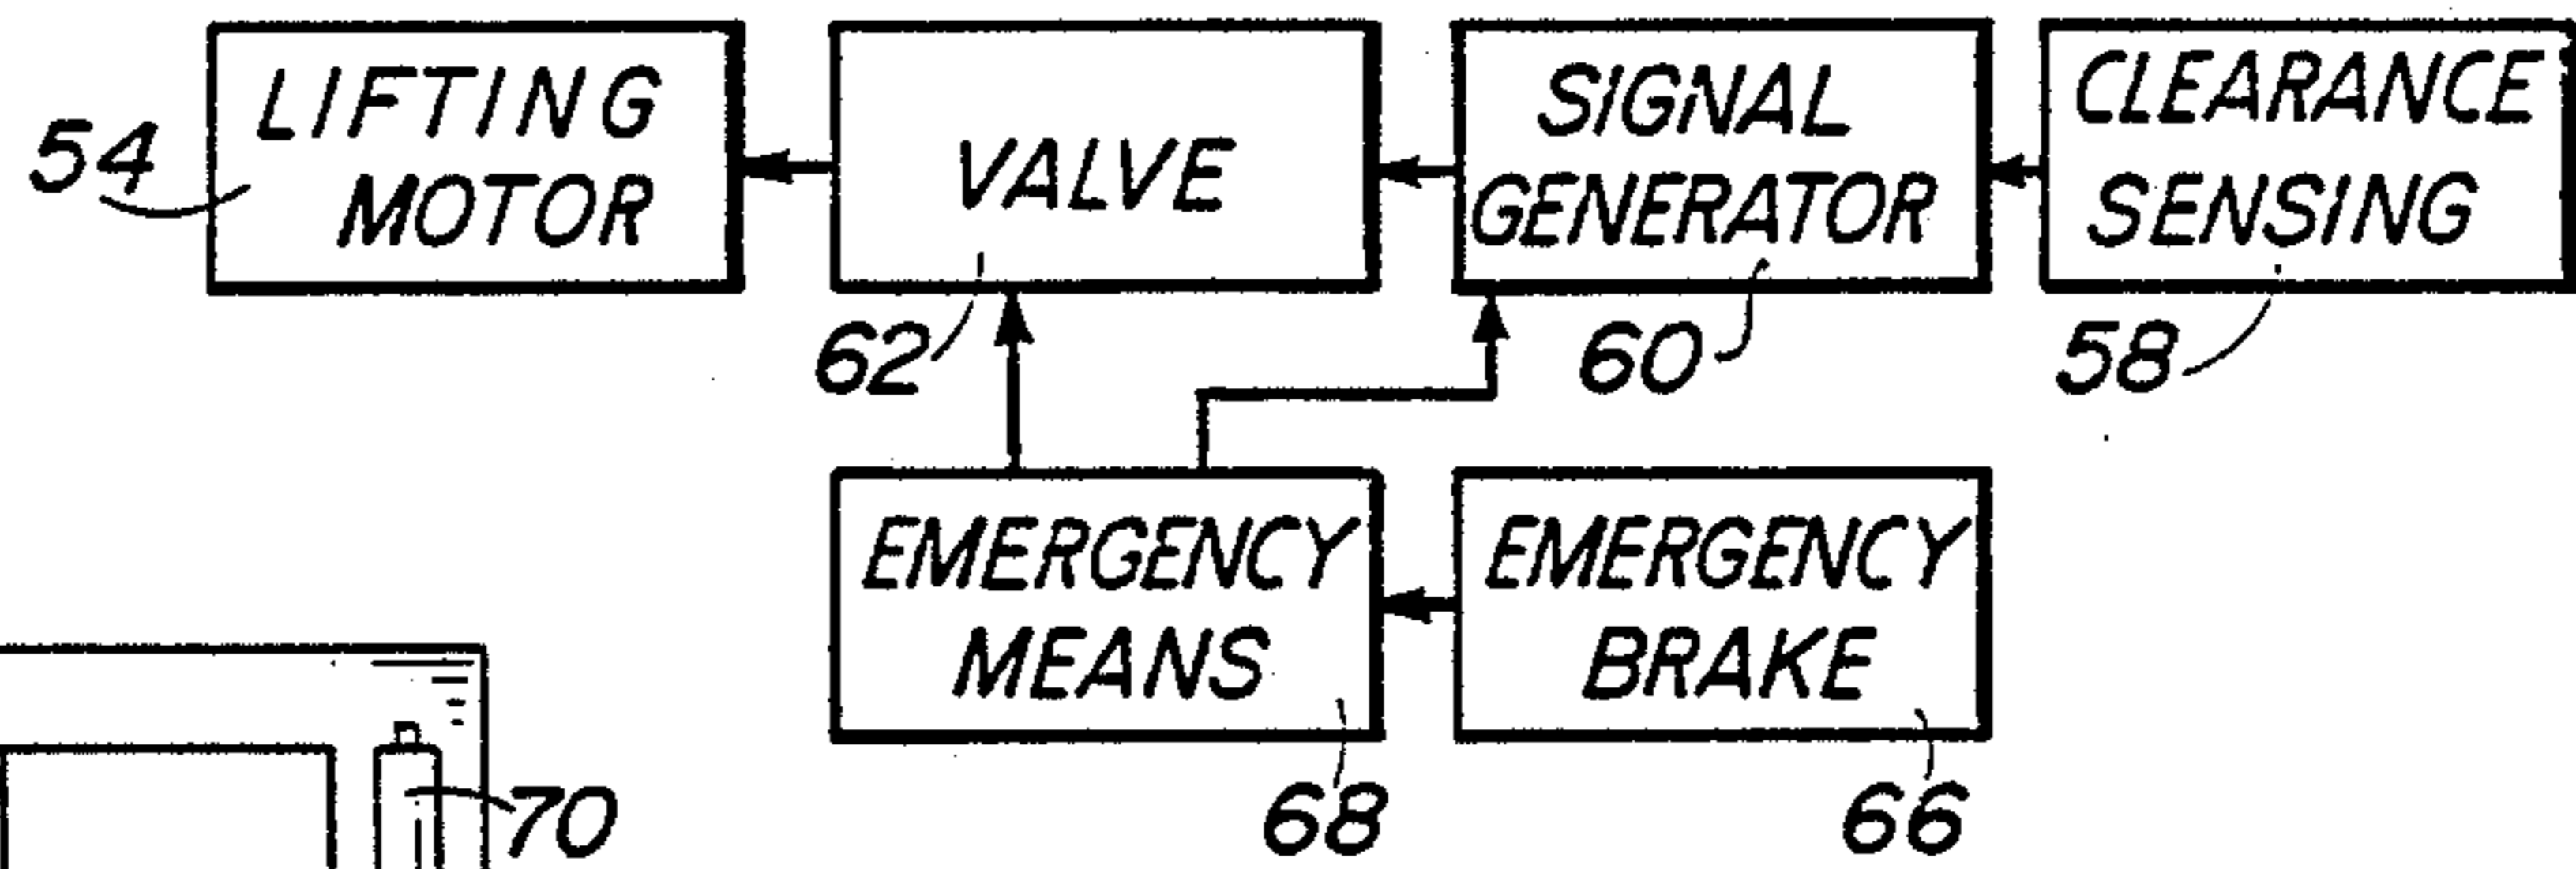 LIFTING
MOTOR
54
VALVE
62
SIGNAL
GENERATOR
60
CLEARANCE
SENSING
58
EMERGENCY
MEANS
68
EMERGENCY
BRAKE
66
70